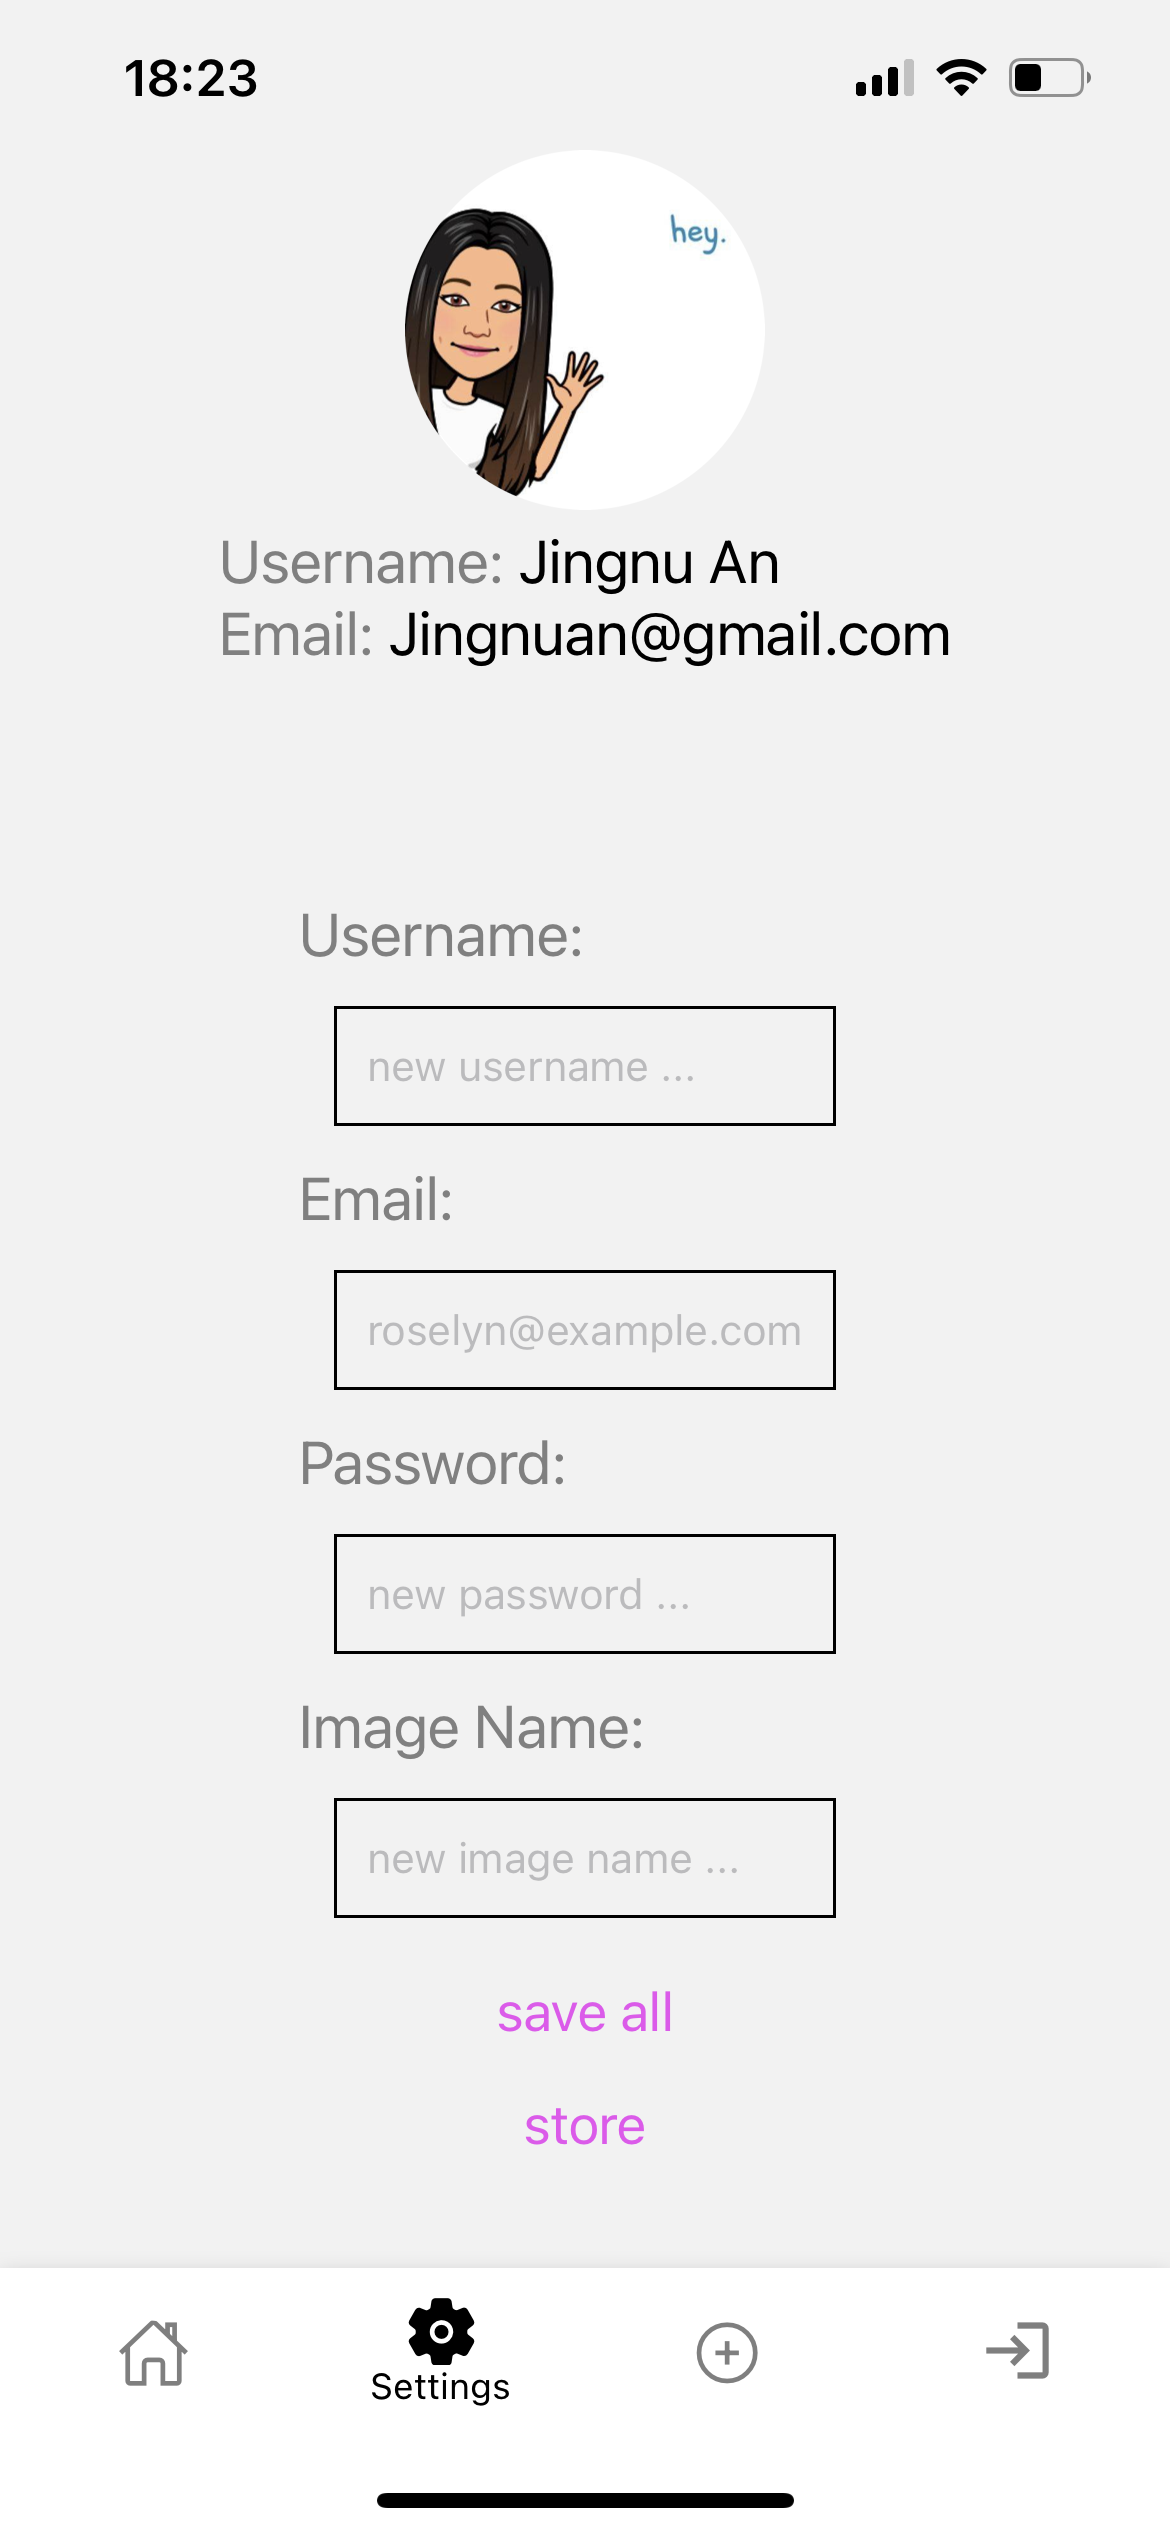 18:23
hey.
Username: Jingnu An
Email: Jingnuan@gmail.com
Username:
new username ...
Email:
roselyn@example.com
Password:
new password ...
Image Name:
new image name ...
save all
store
Settings